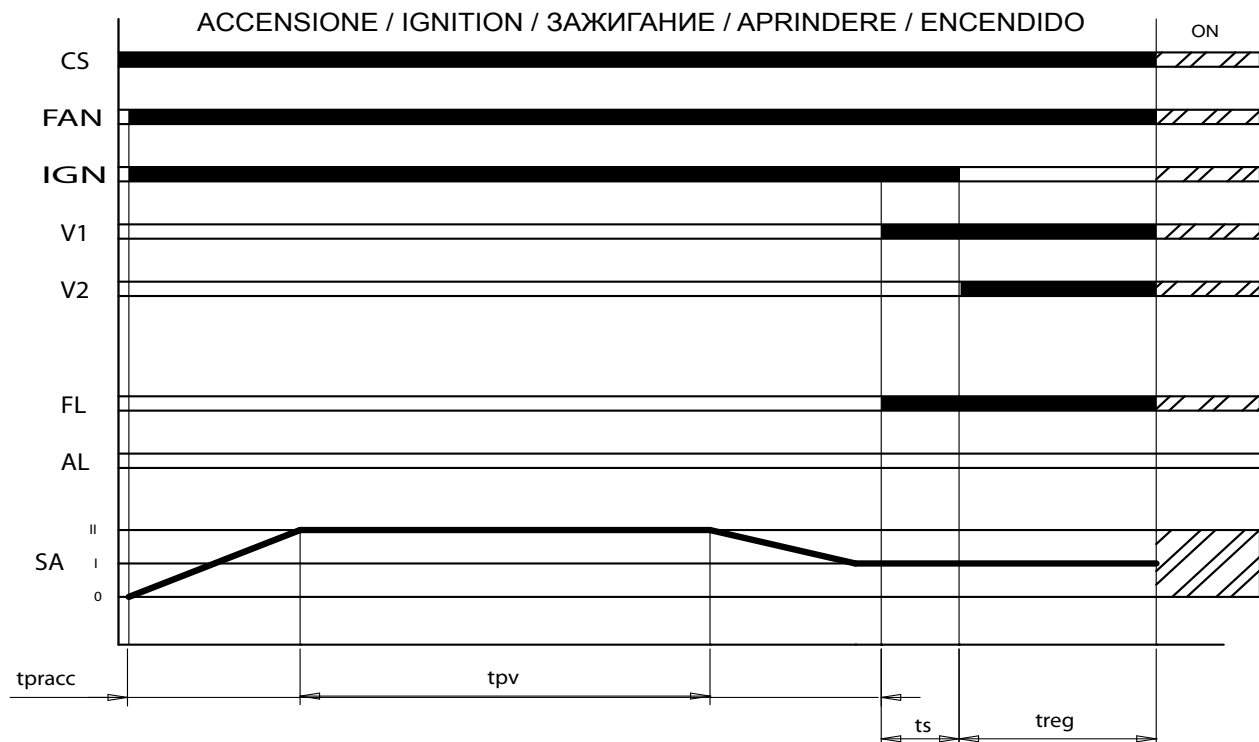 ACCENSIONE / IGNITION / ЗАЖИГАНИЕ / APRINDERE / ENCENDIDO
ON
CS
FAN
IGN
V1
V2
FL
AL
II
SA I
0
tpracc
tpv
ts
treg